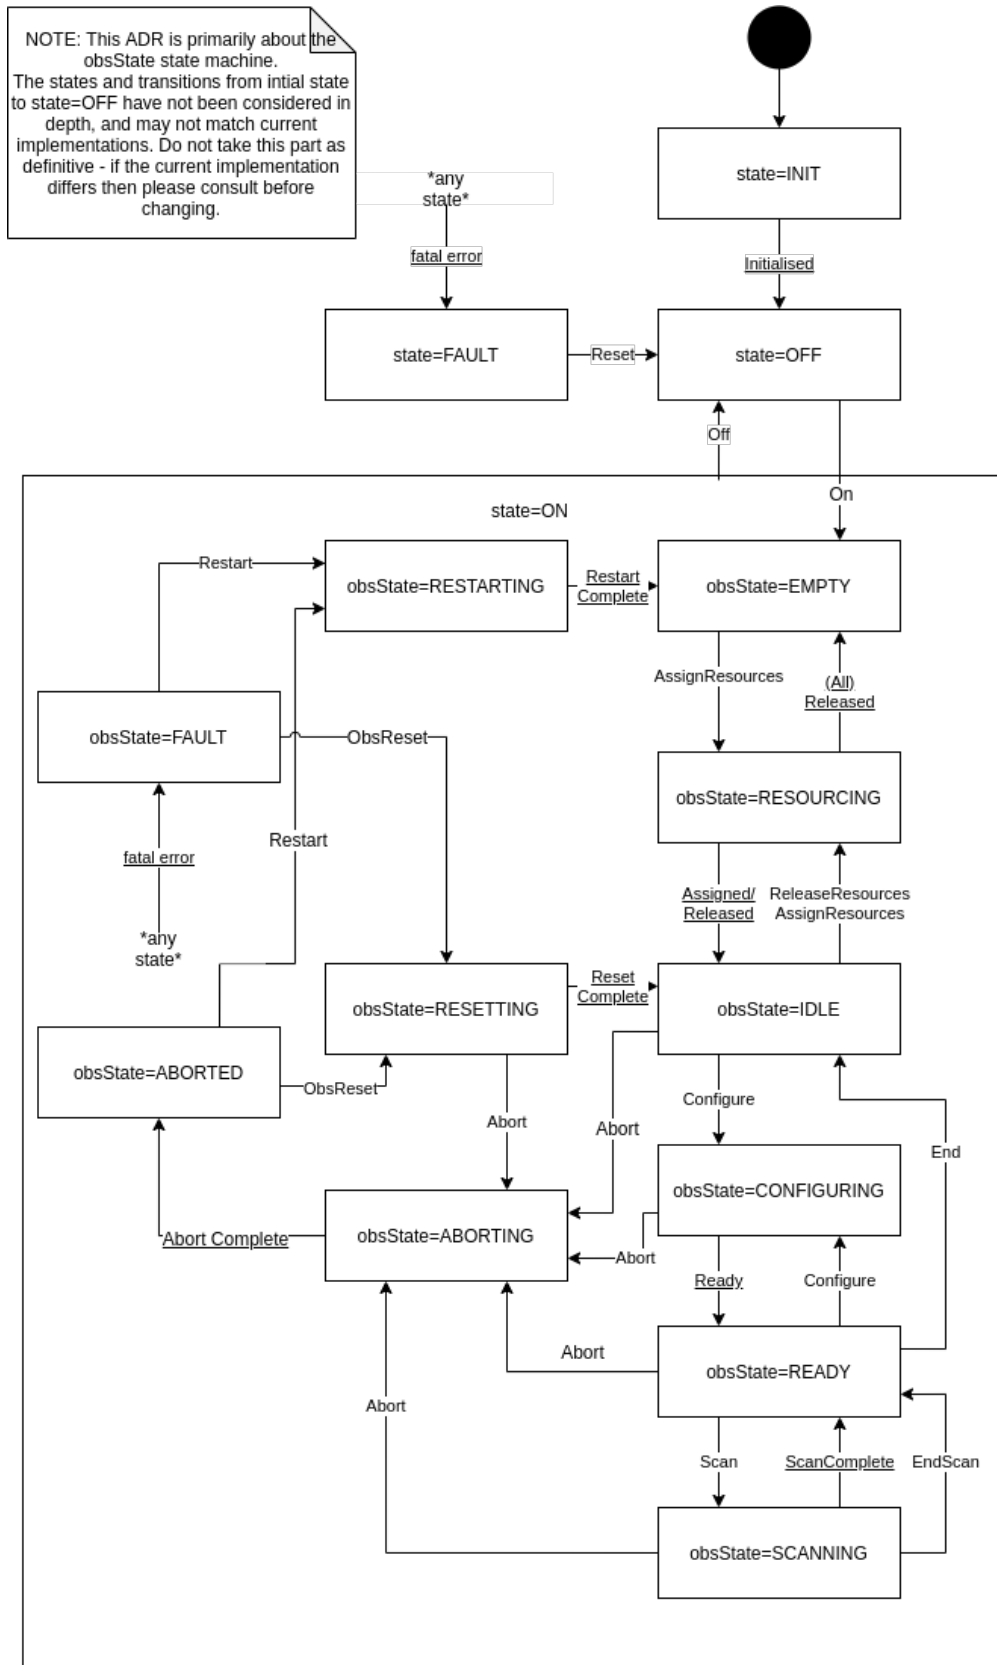 NOTE: This ADR is primarily about the
obsState state machine.
The states and transitions from intial state
to state=OFF have not been considered in
depth, and may not match current
implementations. Do not take this part as
definitive - if the current implementation
differs then please consult before
changing.
state=INIT
*any
state*
fatal error
Initialised
state=FAULT
Reset
state=OFF
Off
On
state=ON
Restart
obsState=RESTARTING
Restart
Complete
obsState=EMPTY
AssignResources
(All)
Released
obsState=FAULT
ObsReset
obsState=RESOURCING
Restart
fatal error
*any
state*
Assigned/
Released
ReleaseResources
AssignResources
obsState=RESETTING
Reset
Complete
obsState=IDLE
obsState=ABORTED
ObsReset
Abort
Abort
Configure
End
obsState=CONFIGURING
Abort Complete
obsState=ABORTING
Abort
Ready
Configure
Abort
obsState=READY
Abort
Scan
ScanComplete
EndScan
obsState=SCANNING